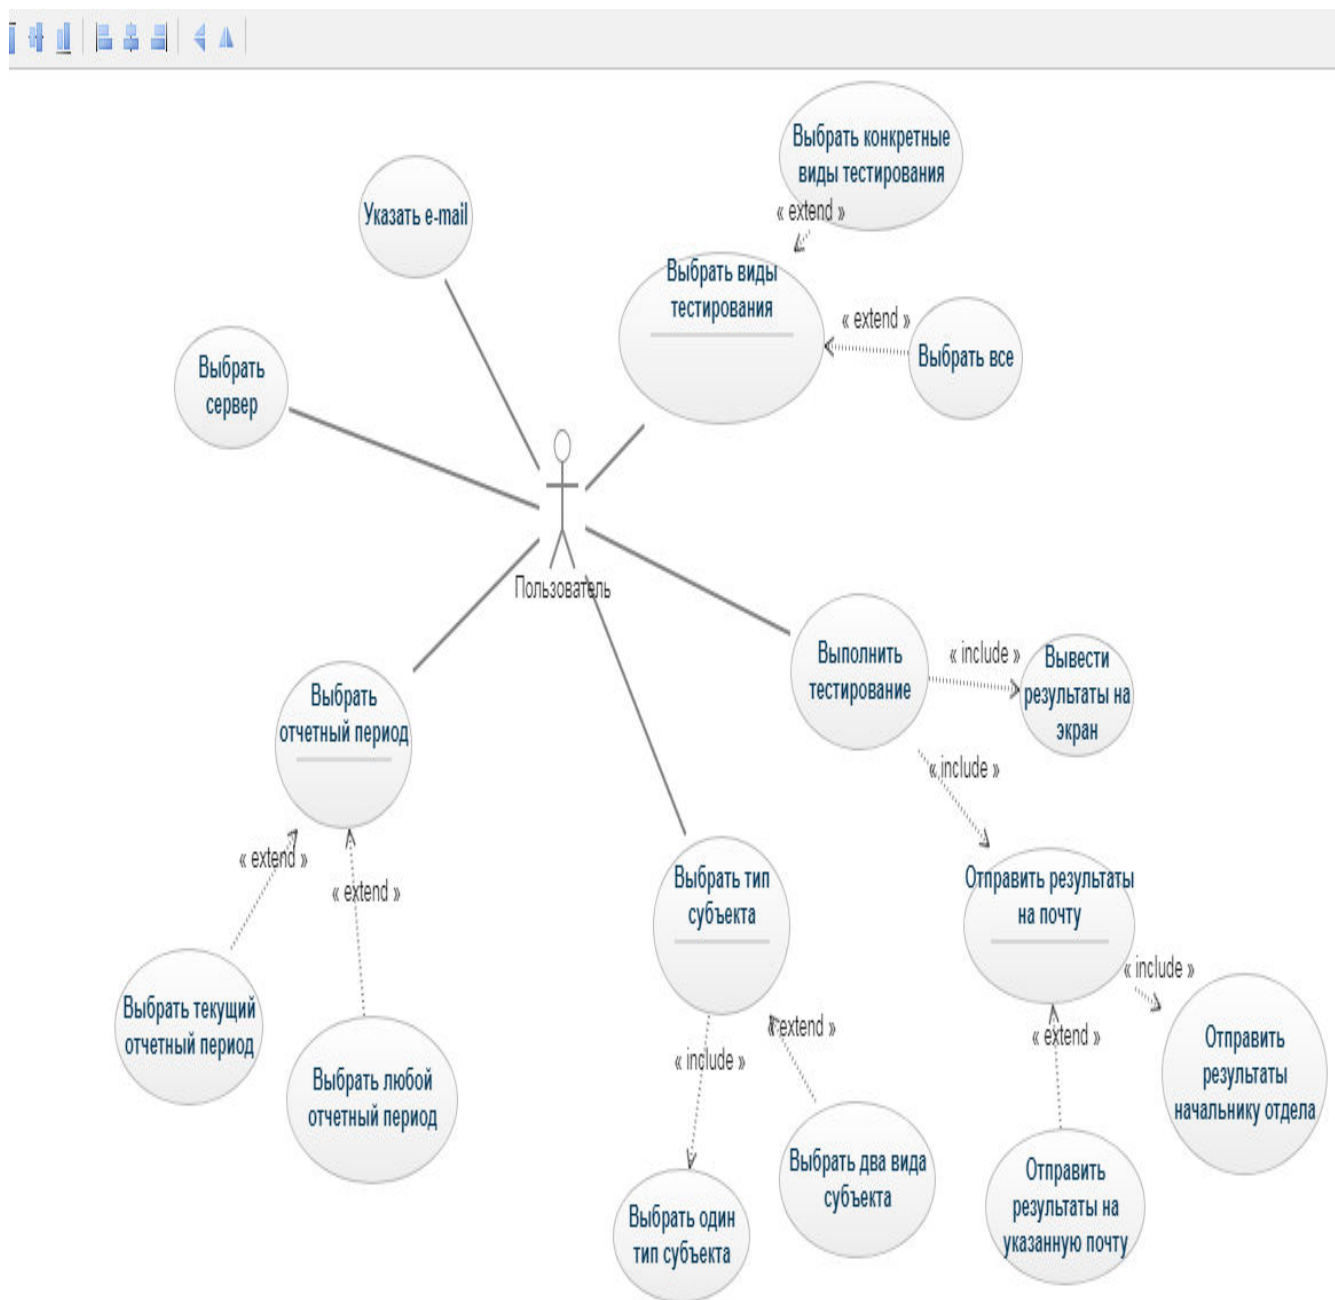 Выбрать конкретные
виды тестирования
« extend »
Указать e-mail
Выбрать виды
тестирования
« extend »
Выбрать все
Выбрать
сервер
Пользователь
Выполнить
тестирование
« include »
Вывести
результаты на
экран
« include »
Выбрать
отчетный период
« extend »
« extend »
Выбрать текущий
отчетный период
Выбрать любой
отчетный период
Выбрать тип
субъекта
« include »
« extend »
Выбрать один
тип субъекта
Выбрать два вида
субъекта
Отправить результаты
на почту
« include »
« extend »
Отправить
результаты
начальнику отдела
Отправить
результаты на
указанную почту